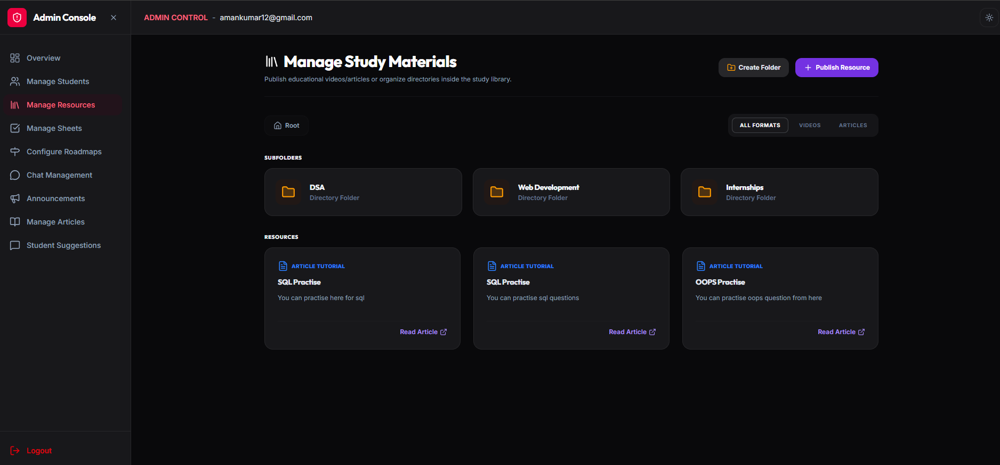 Admin Console
ADMIN CONTROL - amankumar12@gmail.com
Overview
Manage Students
Manage Resources
Manage Sheets
Configure Roadmaps
Chat Management
Announcements
Manage Articles
Student Suggestions
Logout
Manage Study Materials
Publish educational videos/articles or organize directories inside the study library.
Create Folder
Publish Resource
Root
ALL FORMATS
VIDEOS
ARTICLES
SUBFOLDERS
DSA
Directory Folder
Web Development
Directory Folder
Internships
Directory Folder
RESOURCES
ARTICLE TUTORIAL
SQL Practise
You can practise here for sql
Read Article
ARTICLE TUTORIAL
SQL Practise
You can practise sql questions
Read Article
ARTICLE TUTORIAL
OOPS Practise
You can practise oops question from here
Read Article